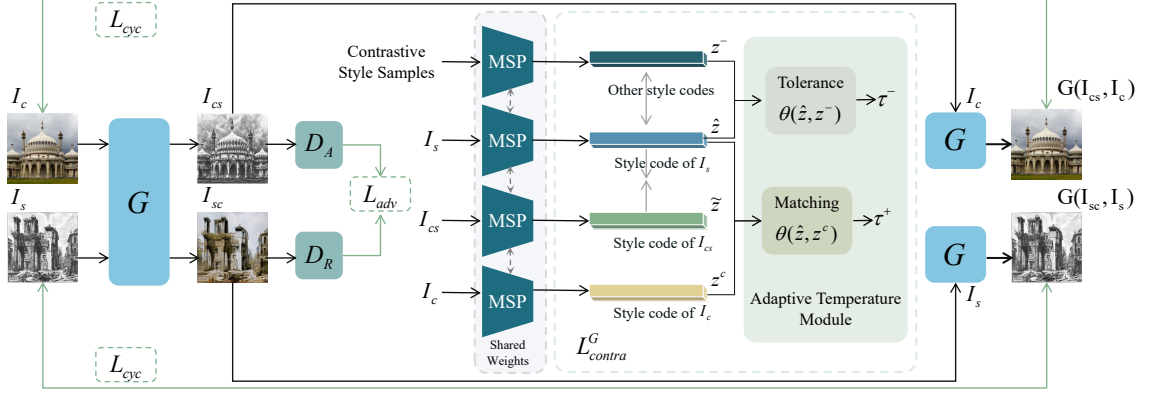 L_cyc
I_c
I_cs
G
I_s
I_sc
D_A
L_adv
D_R
L_cyc
Contrastive
Style Samples
I_s
I_cs
I_c
MSP
MSP
MSP
MSP
Shared
Weights
z^-
Other style codes
ẑ
Style code of I_s
z̃
Style code of I_cs
z^c
Style code of I_c
L^G_contra
Tolerance
θ(ẑ, z^-)
τ^-
Matching
θ(ẑ, z^c)
τ^+
Adaptive Temperature
Module
I_c
G
G(I_cs, I_c)
G
I_s
G(I_sc, I_s)